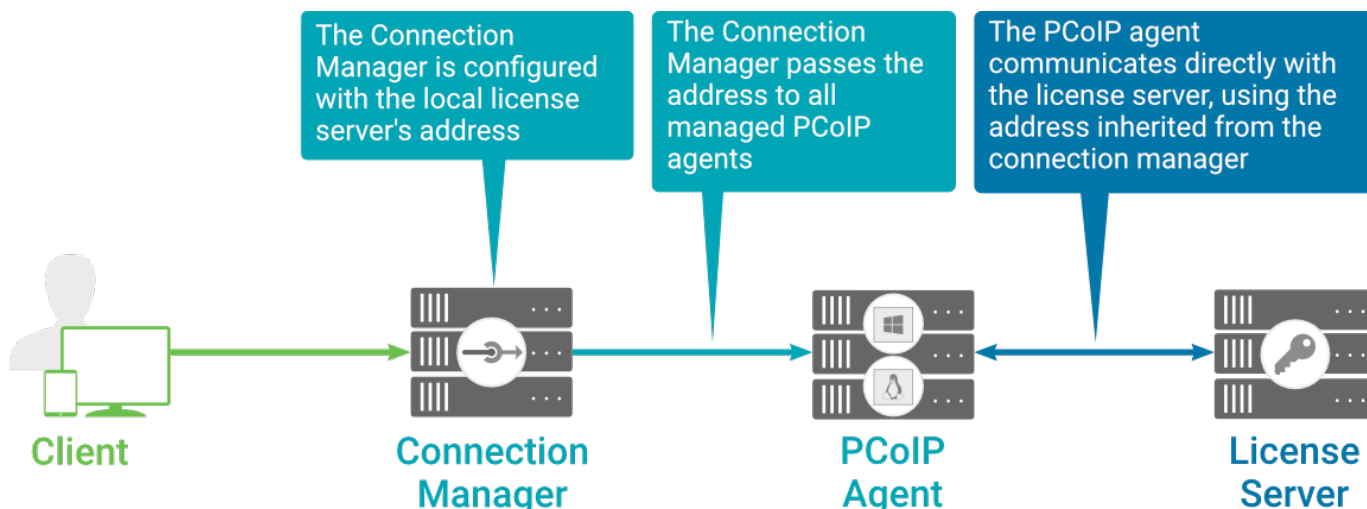 The Connection
Manager is configured
with the local license
server's address
The Connection
Manager passes the
address to all
managed PCoIP
agents
The PCoIP agent
communicates directly with
the license server, using the
address inherited from the
connection manager
Client
Connection
Manager
PCoIP
Agent
License
Server